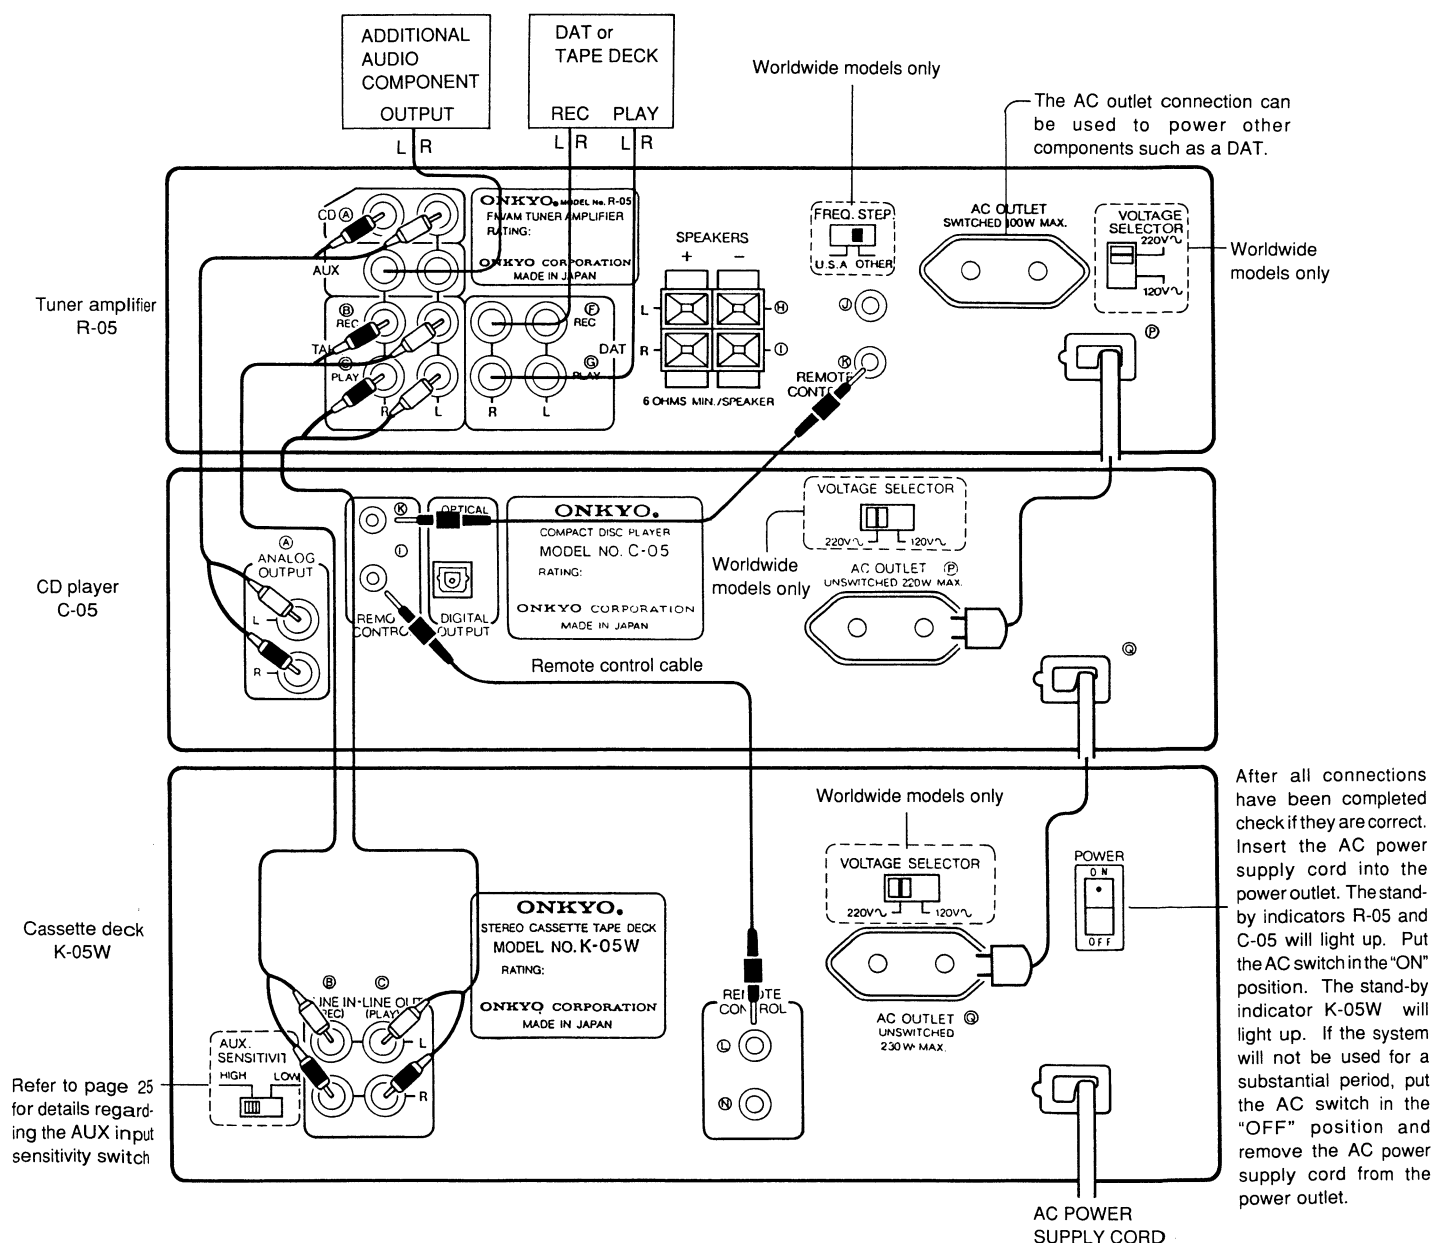 ADDITIONAL
AUDIO
COMPONENT
OUTPUT
L R
DAT or
TAPE DECK
REC PLAY
L R
L R
Worldwide models only
The AC outlet connection can
be used to power other
components such as a DAT.
Tuner amplifier
R-05
CD Ⓐ
AUX
Ⓑ
REC
Ⓒ
PLAY
R L
ONKYO. MODEL No. R-05
FM/AM TUNER AMPLIFIER
RATING:
ONKYO CORPORATION
MADE IN JAPAN
Ⓕ
REC
DAT
Ⓖ
PLAY
R L
SPEAKERS
+ −
L Ⓗ
R Ⓘ
6 OHMS MIN./SPEAKER
FREQ. STEP
U.S.A OTHER
Ⓙ
Ⓚ
REMOTE
AC OUTLET
SWITCHED 100W MAX.
VOLTAGE
SELECTOR
220V∿
120V∿
Worldwide
models only
Ⓟ
CD player
C-05
Ⓐ
ANALOG
OUTPUT
L
R
Ⓚ
Ⓘ
OPTICAL
DIGITAL
OUTPUT
ONKYO.
COMPACT DISC PLAYER
MODEL NO. C-05
RATING:
ONKYO CORPORATION
MADE IN JAPAN
Remote control cable
VOLTAGE SELECTOR
220V∿ 120V∿
Worldwide
models only
AC OUTLET Ⓟ
UNSWITCHED 220W MAX.
Ⓠ
Cassette deck
K-05W
Ⓑ Ⓒ
LINE IN LINE OUT
(REC) (PLAY)
L
R
AUX.
HIGH LOW
Refer to page 25
for details regard-
ing the AUX input
sensitivity switch
ONKYO.
STEREO CASSETTE TAPE DECK
MODEL NO. K-05W
RATING:
ONKYO CORPORATION
MADE IN JAPAN
REMOTE
CONTROL
Ⓛ
Ⓝ
Worldwide models only
VOLTAGE SELECTOR
220V∿ 120V∿
AC OUTLET Ⓠ
UNSWITCHED
230W MAX.
POWER
ON
OFF
After all connections
have been completed
check if they are correct.
Insert the AC power
supply cord into the
power outlet. The stand-
by indicators R-05 and
C-05 will light up. Put
the AC switch in the "ON"
position. The stand-by
indicator K-05W will
light up. If the system
will not be used for a
substantial period, put
the AC switch in the
"OFF" position and
remove the AC power
supply cord from the
power outlet.
AC POWER
SUPPLY CORD